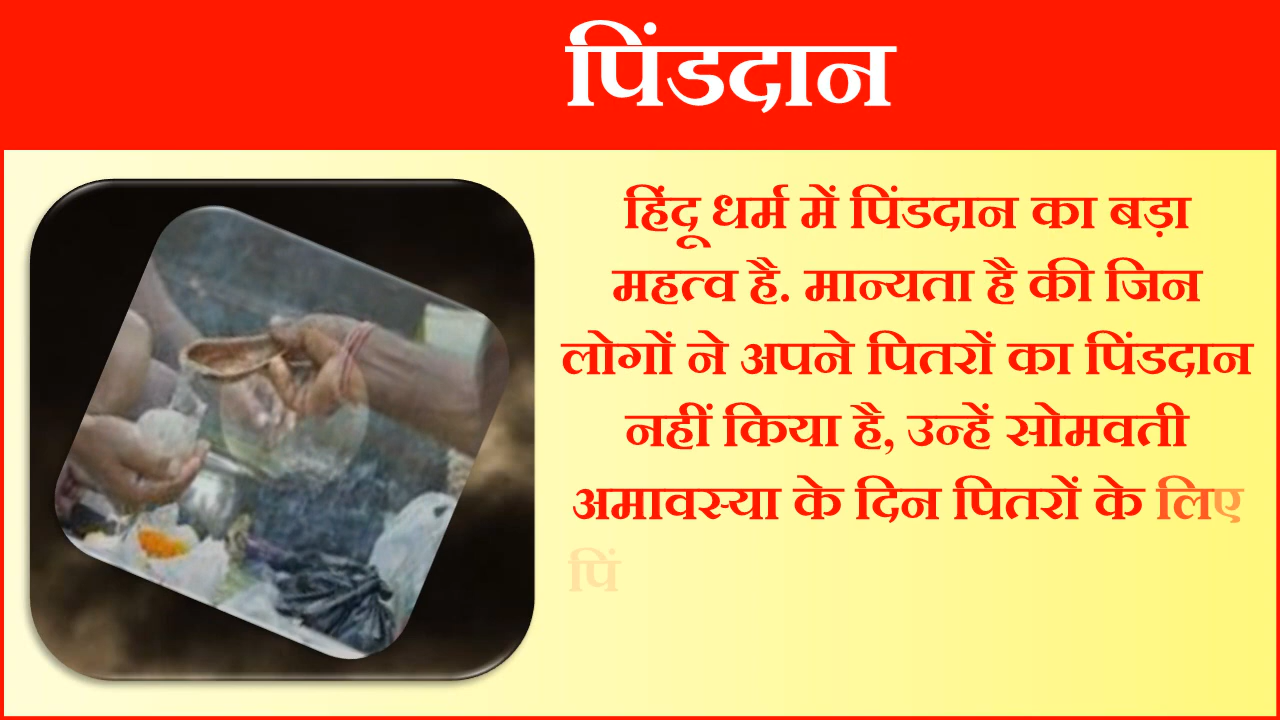 पिंडदान
हिंदू धर्म में पिंडदान का बड़ा
महत्व है. मान्यता है की जिन
लोगों ने अपने पितरों का पिंडदान
नहीं किया है, उन्हें सोमवती
अमावस्या के दिन पितरों के लिए
पिं